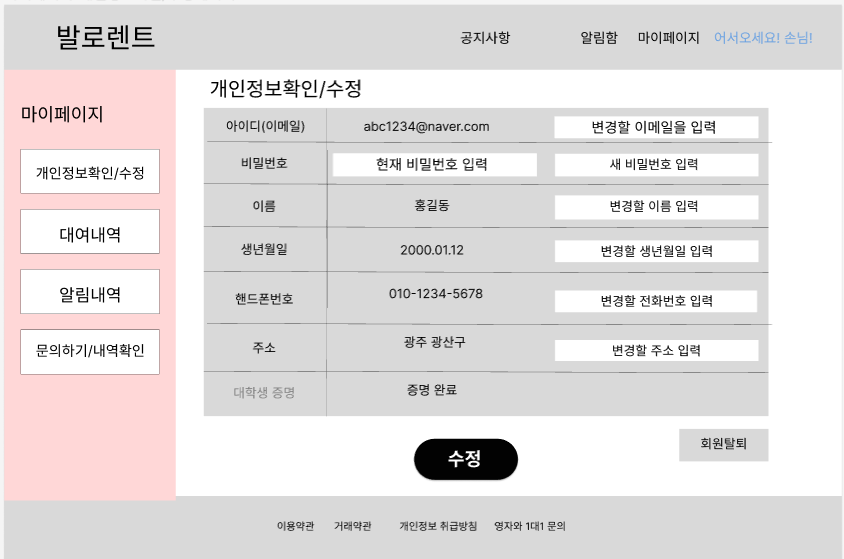 발로렌트
공지사항 알림함 마이페이지 어서오세요! 손님!
마이페이지
개인정보확인/수정
대여내역
알림내역
문의하기/내역확인
개인정보확인/수정
아이디(이메일) abc1234@naver.com 변경할 이메일을 입력
비밀번호 현재 비밀번호 입력 새 비밀번호 입력
이름 홍길동 변경할 이름 입력
생년월일 2000.01.12 변경할 생년월일 입력
핸드폰번호 010-1234-5678 변경할 전화번호 입력
주소 광주 광산구 변경할 주소 입력
대학생 증명 증명 완료
수정
회원탈퇴
이용약관 거래약관 개인정보 취급방침 영자와 1대1 문의